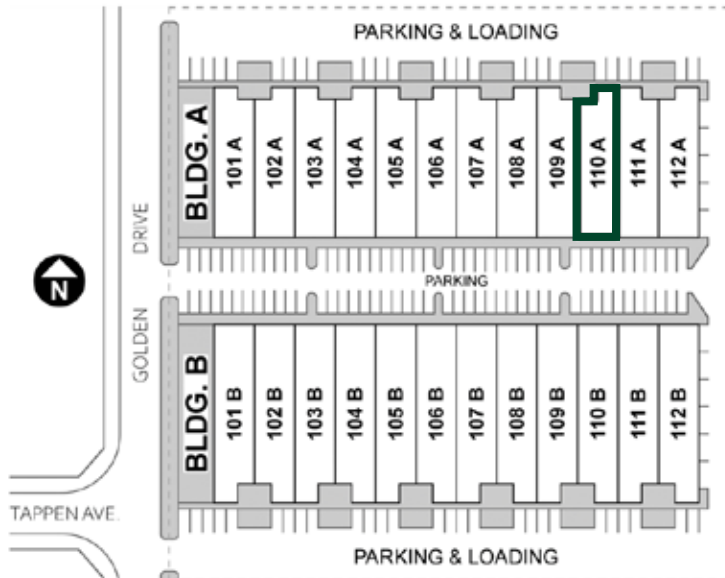 PARKING & LOADING
BLDG. A
101 A
102 A
103 A
104 A
105 A
106 A
107 A
108 A
109 A
110 A
111 A
112 A
DRIVE
N
PARKING
GOLDEN
BLDG. B
101 B
102 B
103 B
104 B
105 B
106 B
107 B
108 B
109 B
110 B
111 B
112 B
TAPPEN AVE.
PARKING & LOADING